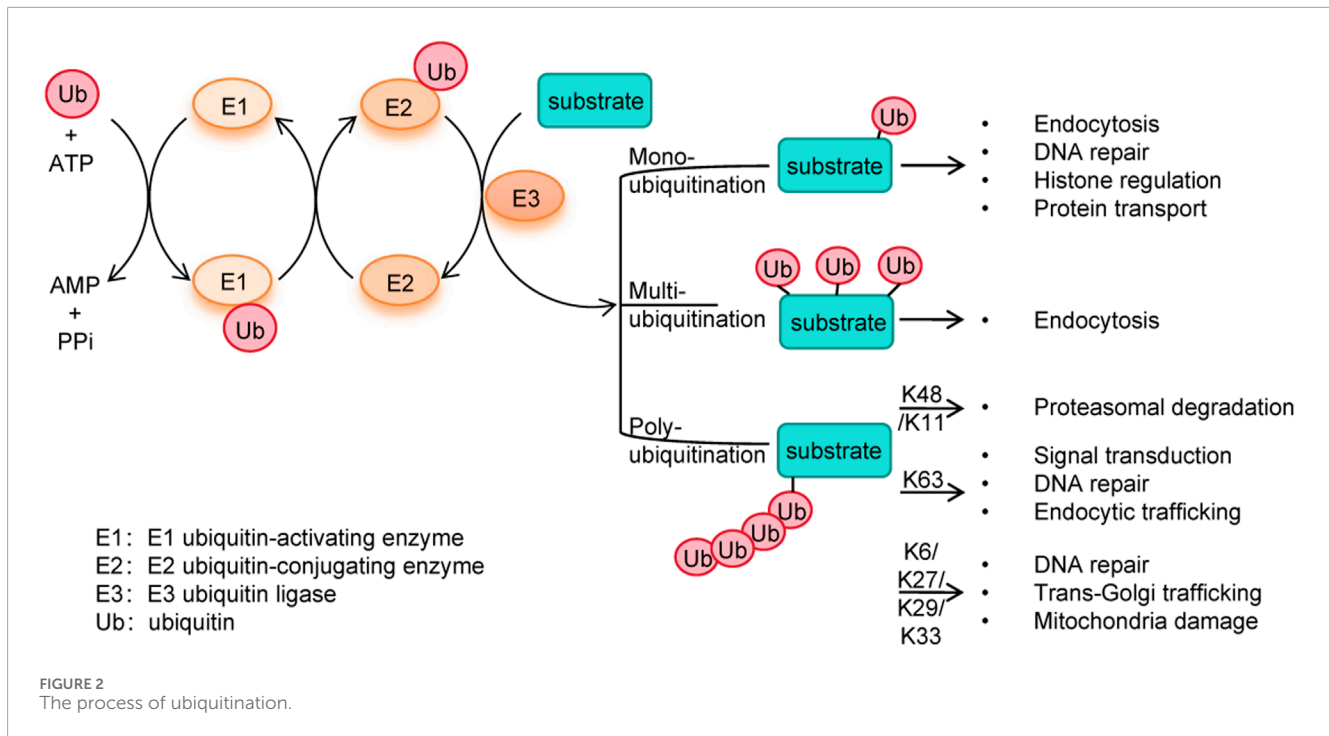 Ub
+
ATP
AMP
+
PPi
E1
E1
Ub
E2
Ub
E2
substrate
E3
Mono-
ubiquitination
substrate
Ub
• Endocytosis
• DNA repair
• Histone regulation
• Protein transport
Multi-
ubiquitination
Ub
Ub
Ub
substrate
• Endocytosis
Poly-
ubiquitination
substrate
Ub
Ub
Ub
Ub
K48
/K11
• Proteasomal degradation
K63
• Signal transduction
• DNA repair
• Endocytic trafficking
K6/
K27/
K29/
K33
• DNA repair
• Trans-Golgi trafficking
• Mitochondria damage
E1: E1 ubiquitin-activating enzyme
E2: E2 ubiquitin-conjugating enzyme
E3: E3 ubiquitin ligase
Ub: ubiquitin
FIGURE 2
The process of ubiquitination.